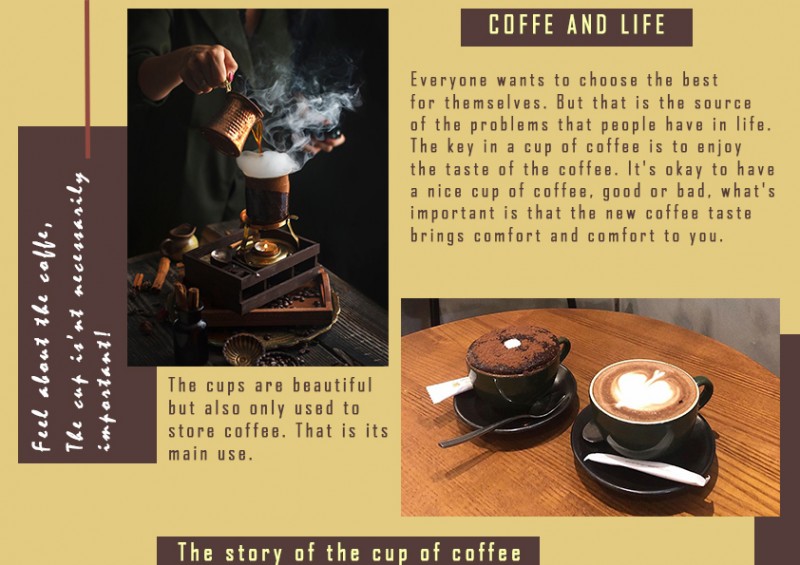 COFFE AND LIFE
Everyone wants to choose the best
for themselves. But that is the source
of the problems that people have in life.
The key in a cup of coffee is to enjoy
the taste of the coffee. It's okay to have
a nice cup of coffee, good or bad, what's
important is that the new coffee taste
brings comfort and comfort to you.
Feel about the coffe,
The cup is'nt necessarily
important!
The cups are beautiful
but also only used to
store coffee. That is its
main use.
The story of the cup of coffee